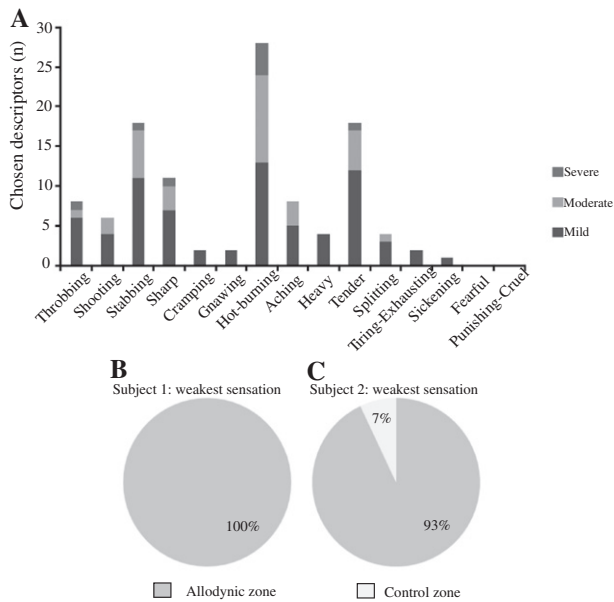 A
Chosen descriptors (n)
30
25
20
15
10
5
0
Throbbing
Shooting
Stabbing
Sharp
Cramping
Gnawing
Hot-burning
Aching
Heavy
Tender
Splitting
Tiring-Exhausting
Sickening
Fearful
Punishing-Cruel
Severe
Moderate
Mild
B
Subject 1: weakest sensation
100%
C
Subject 2: weakest sensation
7%
93%
Allodynic zone
Control zone